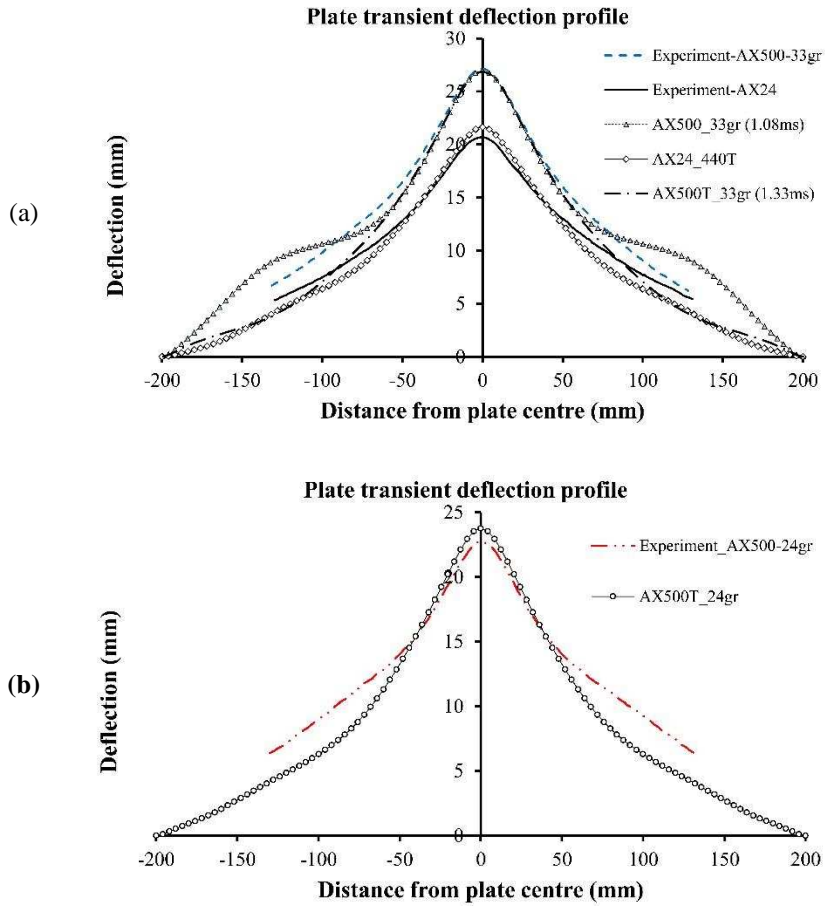 Plate transient deflection profile
(a)
Deflection (mm)
30
25
20
15
10
5
0
-200 -150 -100 -50 0 50 100 150 200
Distance from plate centre (mm)
Experiment-AX500-33gr
Experiment-AX24
AX500_33gr (1.08ms)
AX24_440T
AX500T_33gr (1.33ms)
Plate transient deflection profile
(b)
Deflection (mm)
25
20
15
10
5
0
-200 -150 -100 -50 0 50 100 150 200
Distance from plate centre (mm)
Experiment_AX500-24gr
AX500T_24gr